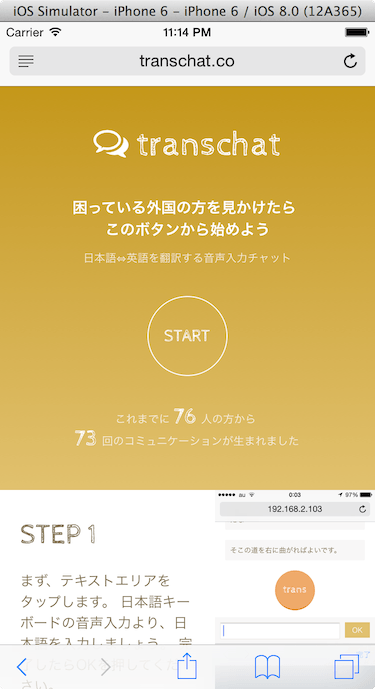 iOS Simulator – iPhone 6 – iPhone 6 / iOS 8.0 (12A365)
Carrier 11:14 PM
transchat.co
transchat
困っている外国の方を見かけたら
このボタンから始めよう
日本語⇔英語を翻訳する音声入力チャット
START
これまでに 76 人の方から
73 回のコミュニケーションが生まれました
STEP 1
まず、テキストエリアを
タップします。 日本語キー
ボードの音声入力より、日
本語を入力しましょう。 完
了したらOKを押してくだ
さい。
au 0:03 97%
192.168.2.103
そこの道を右に曲がればよいです。
trans
OK